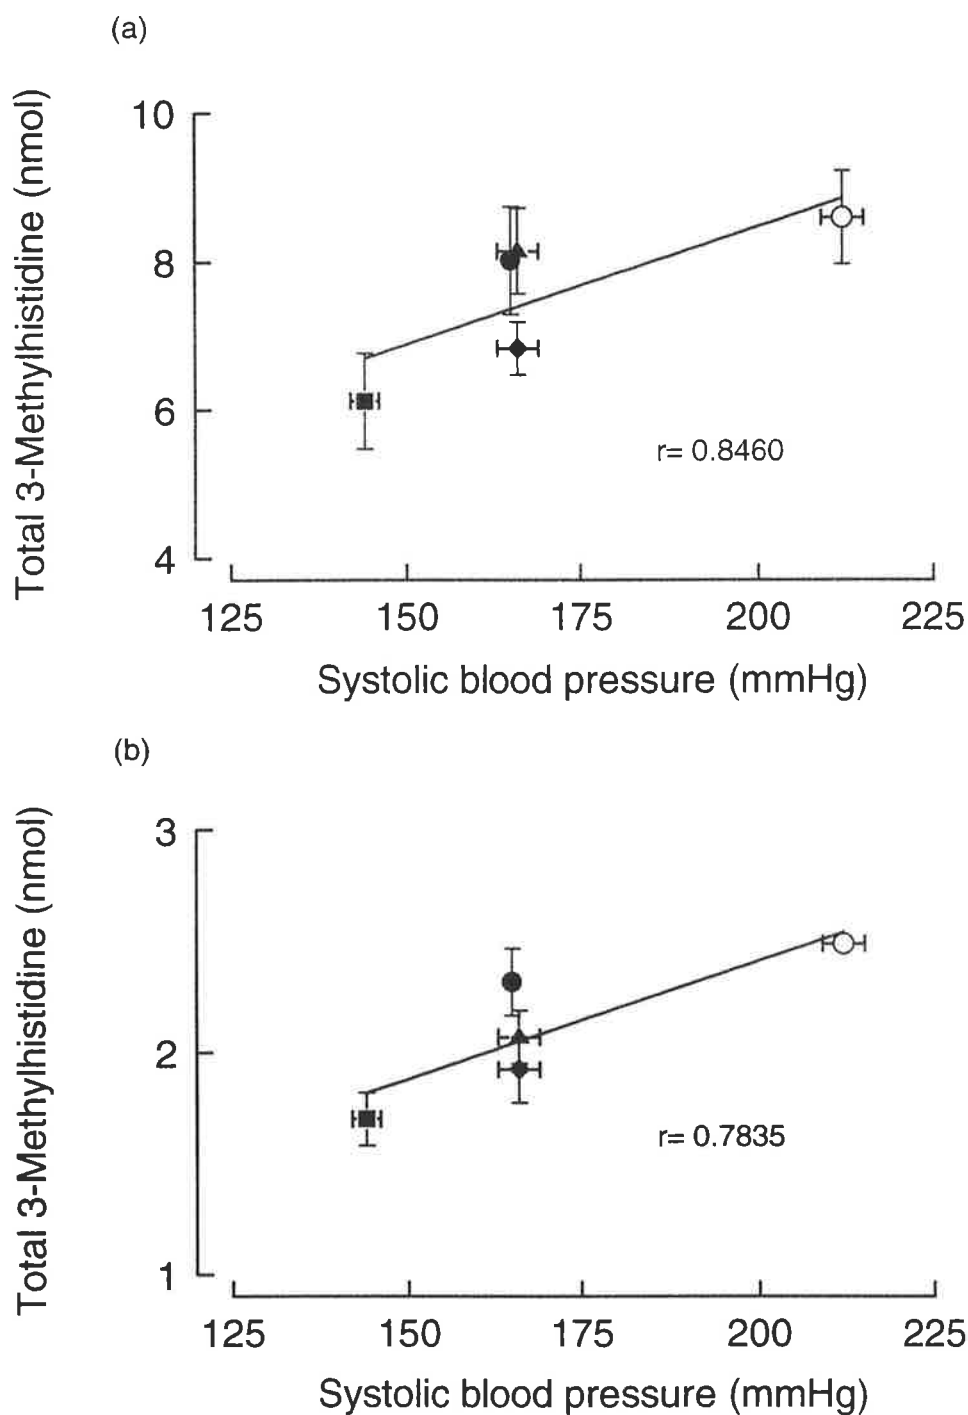 (a)
Total 3-Methylhistidine (nmol)
10
8
6
4
r= 0.8460
125 150 175 200 225
Systolic blood pressure (mmHg)
(b)
Total 3-Methylhistidine (nmol)
3
2
1
r= 0.7835
125 150 175 200 225
Systolic blood pressure (mmHg)